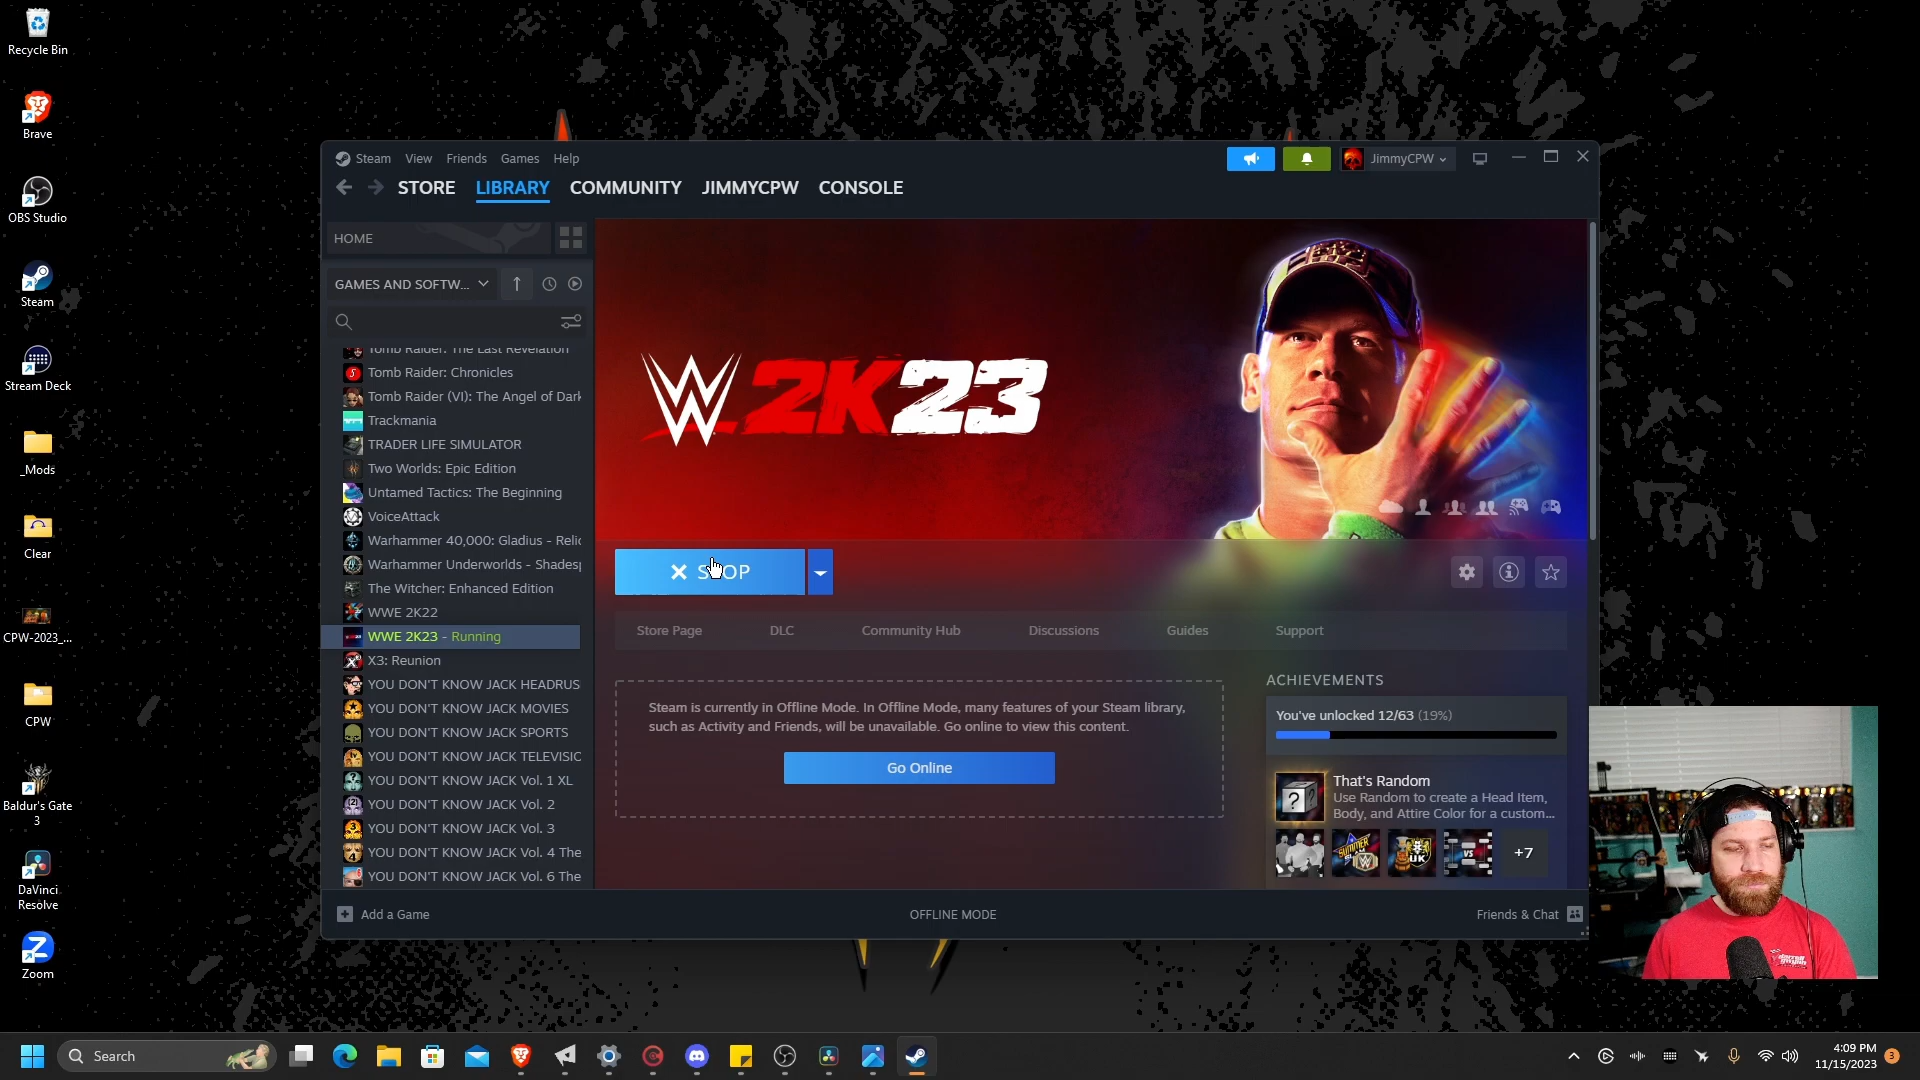 Recycle Bin
Brave
OBS Studio
Steam
Stream Deck
_Mods
Clear
CPW-2023_...
CPW
Baldur's Gate
3
DaVinci
Resolve
Zoom
Steam View Friends Games Help
JimmyCPW
STORE LIBRARY COMMUNITY JIMMYCPW CONSOLE
HOME
GAMES AND SOFTW...
Tomb Raider: The Last Revelation
Tomb Raider: Chronicles
Tomb Raider (VI): The Angel of Dark
Trackmania
TRADER LIFE SIMULATOR
Two Worlds: Epic Edition
Untamed Tactics: The Beginning
VoiceAttack
Warhammer 40,000: Gladius - Relic
Warhammer Underworlds - Shadesp
The Witcher: Enhanced Edition
WWE 2K22
WWE 2K23 - Running
X3: Reunion
YOU DON'T KNOW JACK HEADRUS
YOU DON'T KNOW JACK MOVIES
YOU DON'T KNOW JACK SPORTS
YOU DON'T KNOW JACK TELEVISIO
YOU DON'T KNOW JACK Vol. 1 XL
YOU DON'T KNOW JACK Vol. 2
YOU DON'T KNOW JACK Vol. 3
YOU DON'T KNOW JACK Vol. 4 The
YOU DON'T KNOW JACK Vol. 6 The
W 2K23
STOP
Store Page DLC Community Hub Discussions Guides Support
Steam is currently in Offline Mode. In Offline Mode, many features of your Steam library,
such as Activity and Friends, will be unavailable. Go online to view this content.
Go Online
ACHIEVEMENTS
You've unlocked 12/63 (19%)
That's Random
Use Random to create a Head Item,
Body, and Attire Color for a custom...
+7
Add a Game
OFFLINE MODE
Friends & Chat
Search
4:09 PM
11/15/2023
3